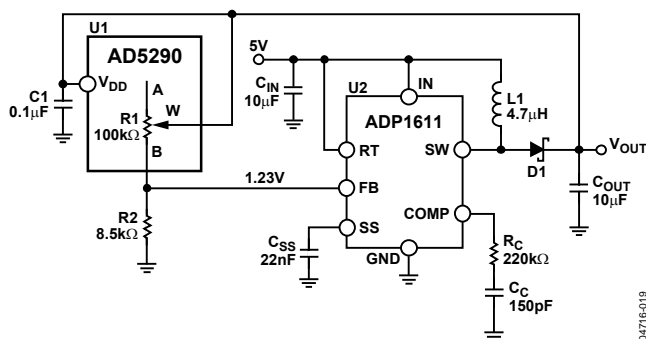 U1
AD5290
VDD
A
C1
0.1µF
R1
100kΩ
W
B
R2
8.5kΩ
1.23V
5V
CIN
10µF
U2
IN
ADP1611
L1
4.7µH
RT
SW
D1
VOUT
FB
COMP
COUT
10µF
SS
CSS
22nF
GND
RC
220kΩ
CC
150pF
04716-019